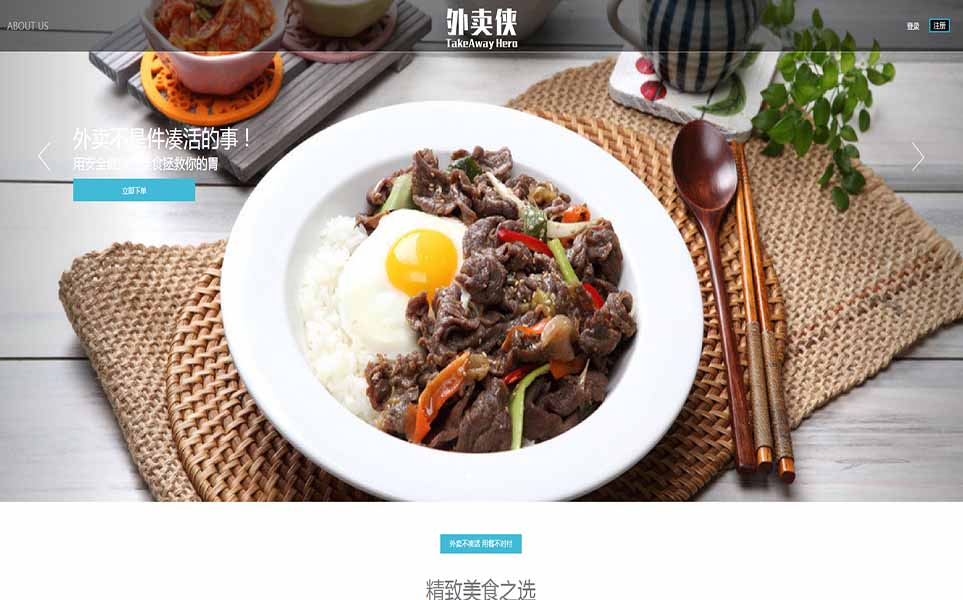 ABOUT US
外卖侠
TakeAway Hero
登录
注册
外卖不是件凑活的事！
用安全 食拯救你的胃
立即下单
外卖不凑活 用餐不对付
精致美食之选